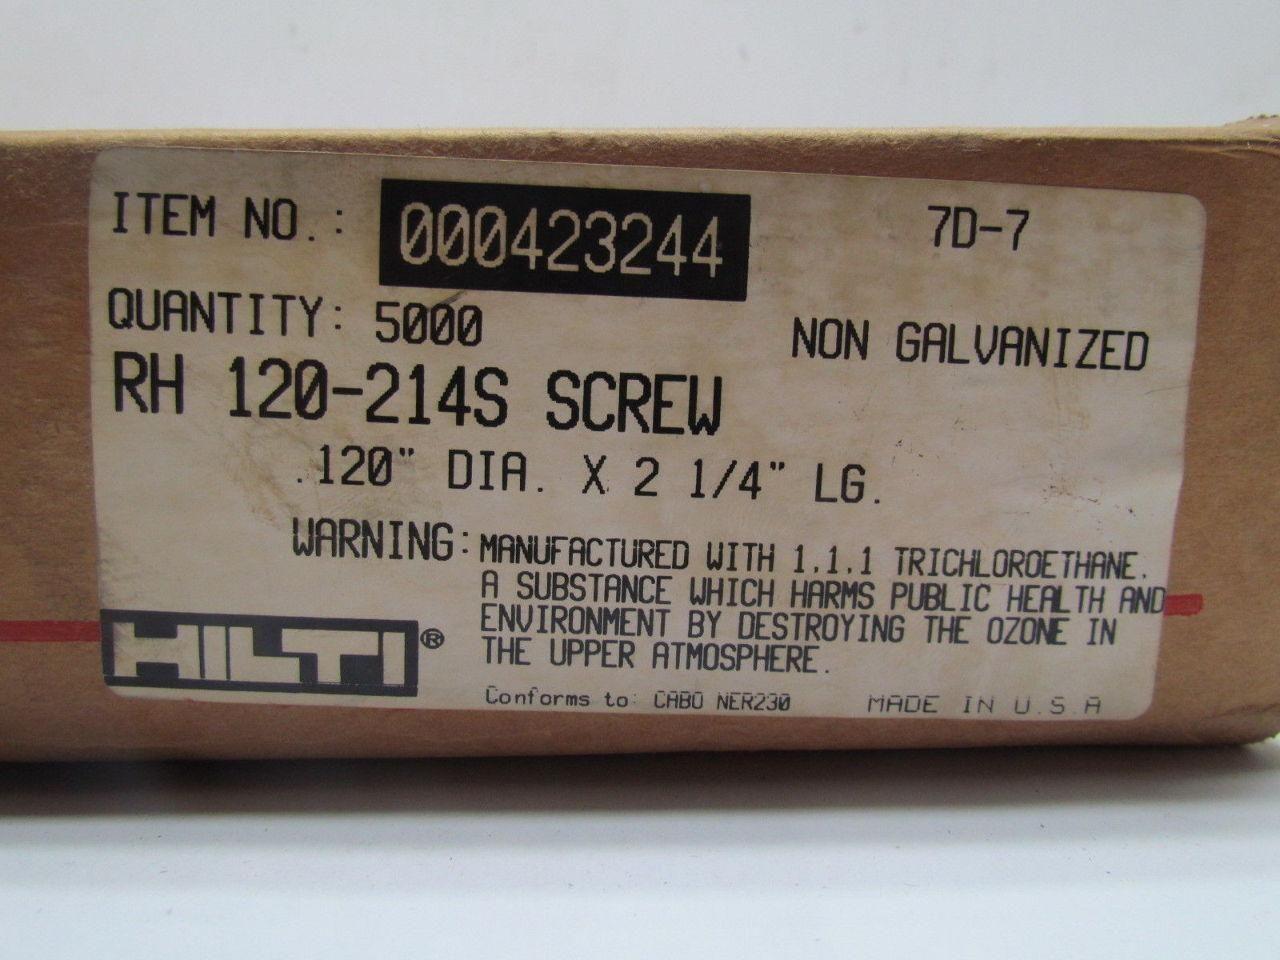 ITEM NO.: 000423244 7D-7
QUANTITY: 5000 NON GALVANIZED
RH 120-214S SCREW
.120" DIA. X 2 1/4" LG.
WARNING: MANUFACTURED WITH 1.1.1 TRICHLOROETHANE.
A SUBSTANCE WHICH HARMS PUBLIC HEALTH AND
ENVIRONMENT BY DESTROYING THE OZONE IN
THE UPPER ATMOSPHERE.
HILTI®
Conforms to: CABO NER230 MADE IN U.S.A